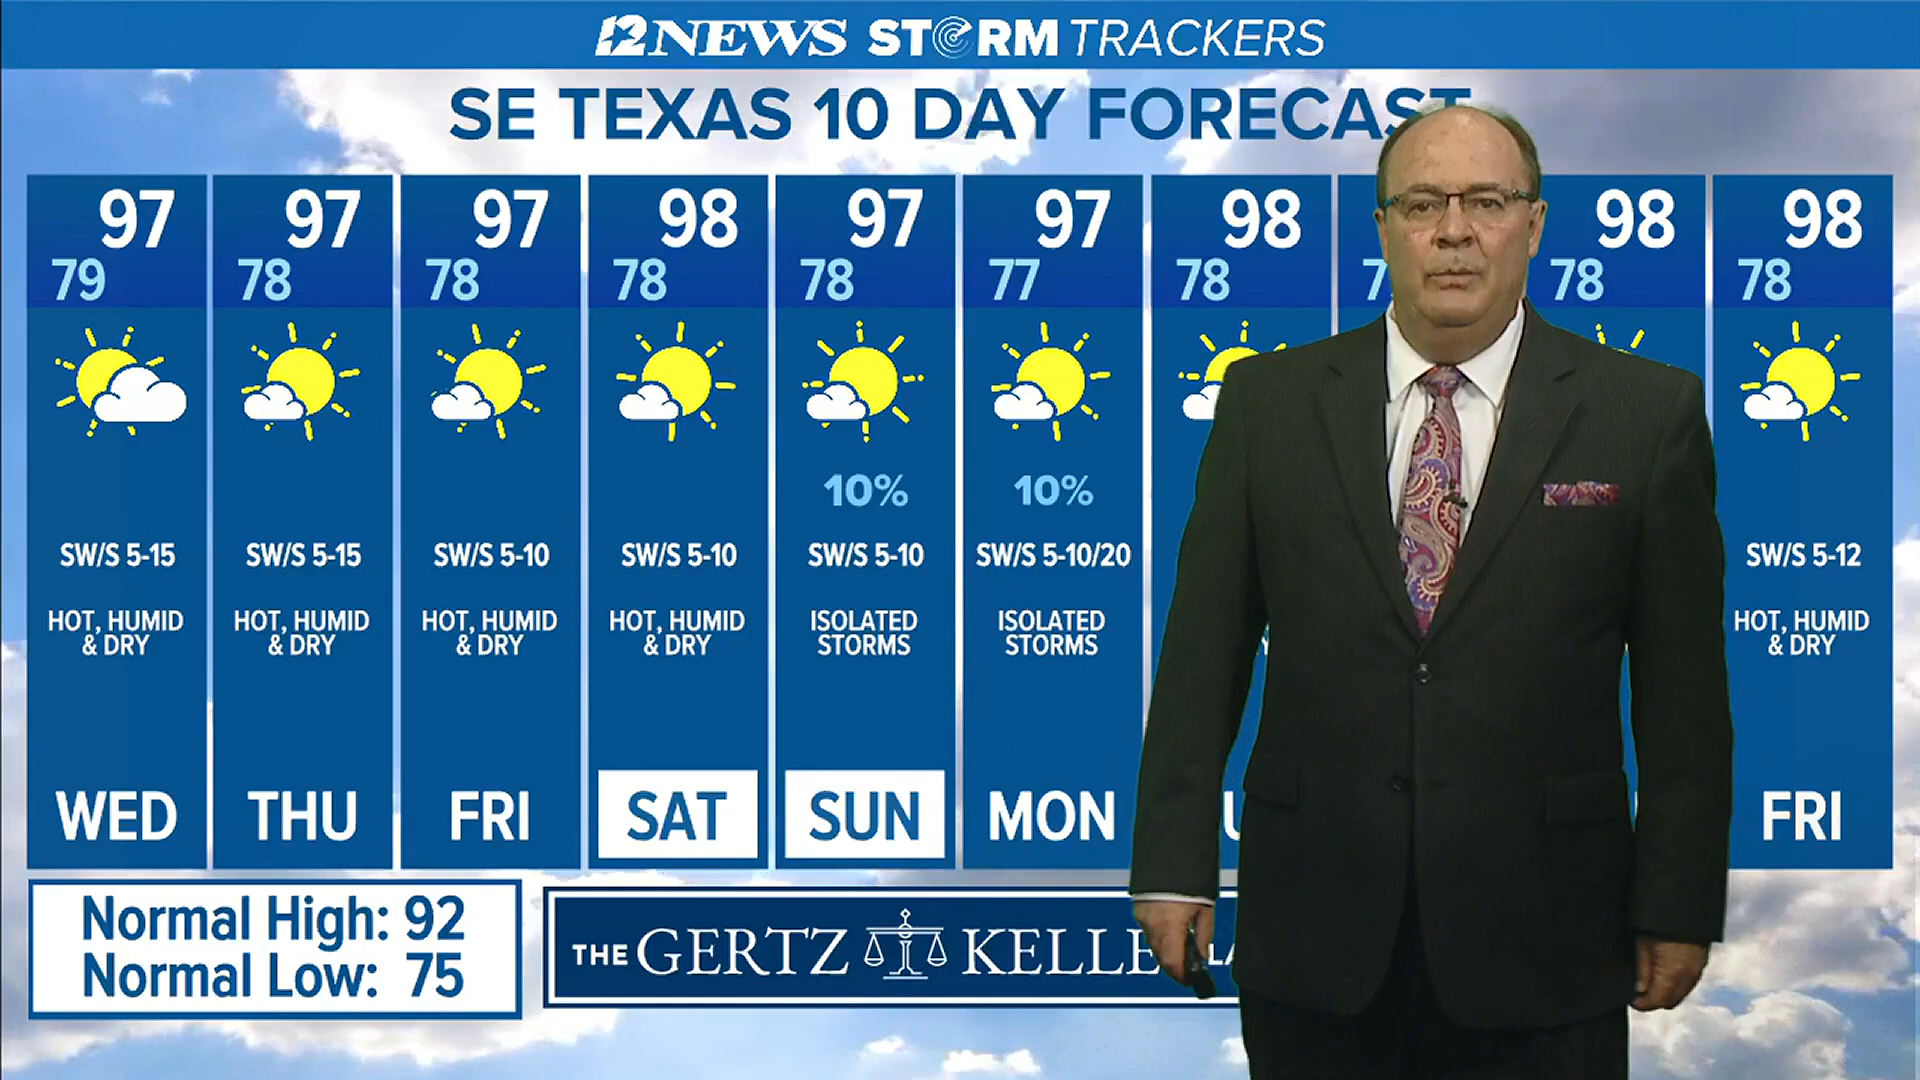 12NEWS STORM TRACKERS
SE TEXAS 10 DAY FORECAST
97 97 97 98 97 97 98 98 98
79 78 78 78 78 77 78 78 78
10% 10%
SW/S 5-15 SW/S 5-15 SW/S 5-10 SW/S 5-10 SW/S 5-10 SW/S 5-10/20 SW/S 5-12
HOT, HUMID HOT, HUMID HOT, HUMID HOT, HUMID ISOLATED ISOLATED HOT, HUMID
& DRY & DRY & DRY & DRY STORMS STORMS & DRY
WED THU FRI SAT SUN MON FRI
Normal High: 92
Normal Low: 75
THE GERTZ KELLE